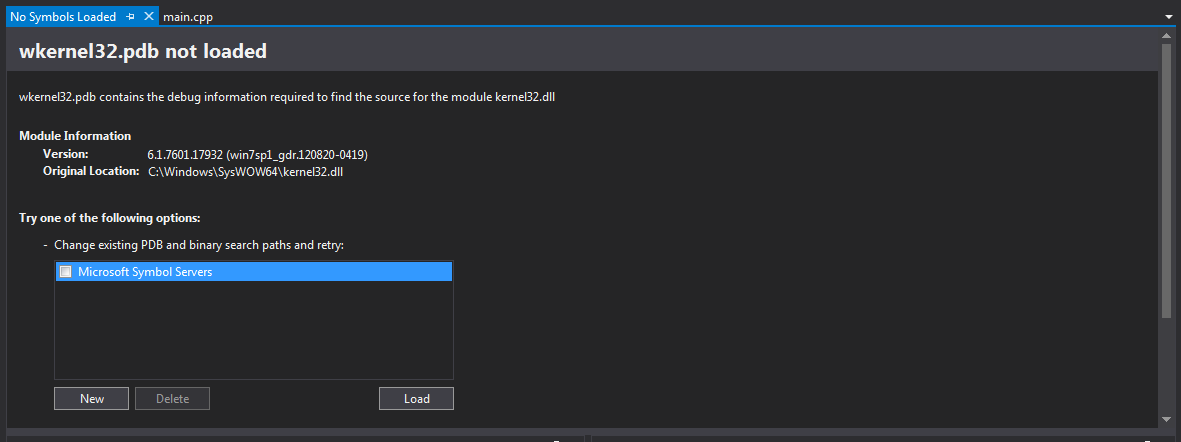 No Symbols Loaded main.cpp
wkernel32.pdb not loaded
wkernel32.pdb contains the debug information required to find the source for the module kernel32.dll
Module Information
Version: 6.1.7601.17932 (win7sp1_gdr.120820-0419)
Original Location: C:\Windows\SysWOW64\kernel32.dll
Try one of the following options:
- Change existing PDB and binary search paths and retry:
Microsoft Symbol Servers
New Delete Load